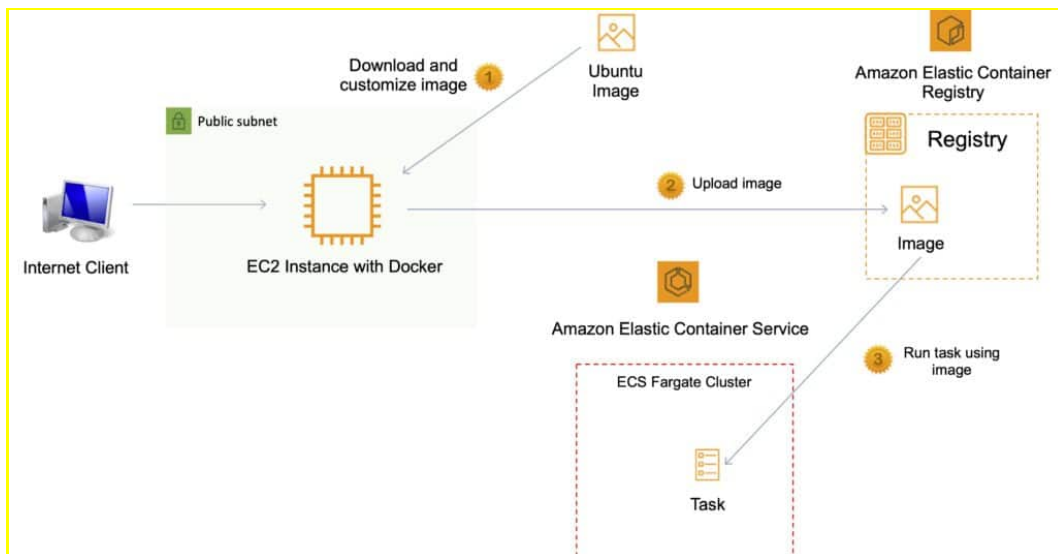 Download and
customize image
1
Ubuntu
Image
Amazon Elastic Container
Registry
Public subnet
Registry
2
Upload image
Image
Internet Client
EC2 Instance with Docker
Amazon Elastic Container Service
3
Run task using
image
ECS Fargate Cluster
Task